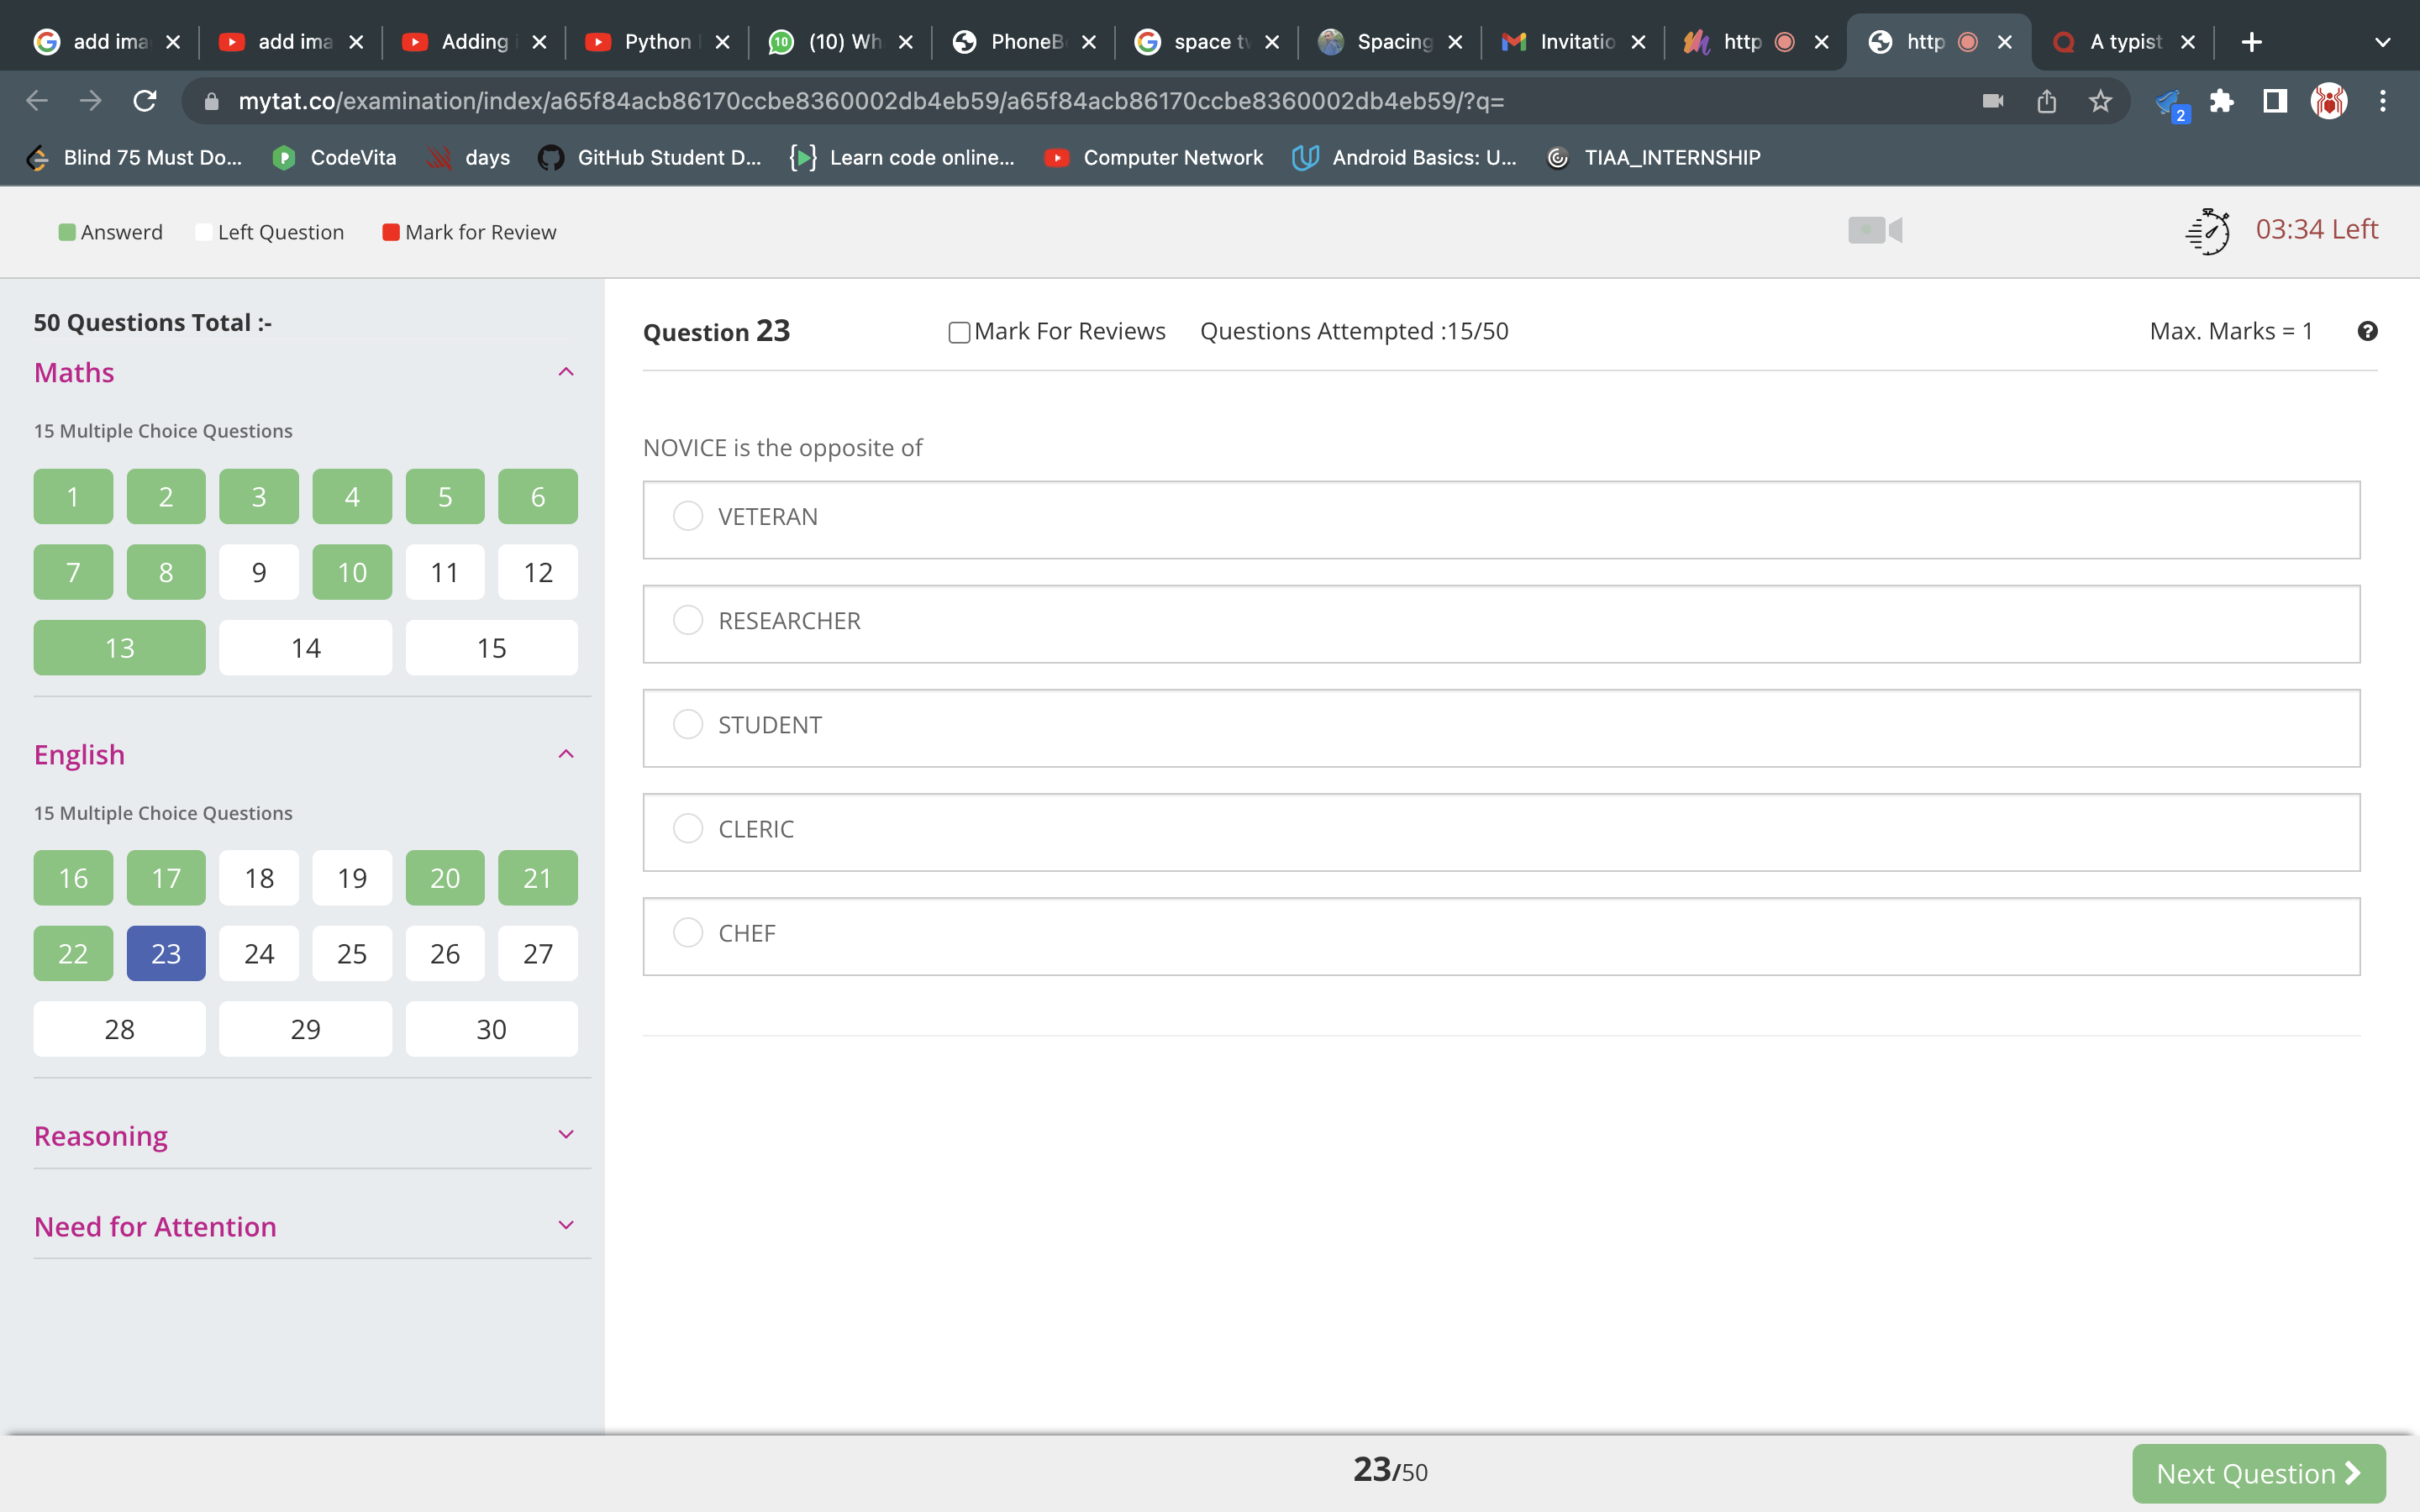 add ima
add ima
Adding
Python
(10) Wh
PhoneB
space tw
Spacing
Invitatio
http
http
A typist
mytat.co/examination/index/a65f84acb86170ccbe8360002db4eb59/a65f84acb86170ccbe8360002db4eb59/?q=
2
Blind 75 Must Do...
CodeVita
days
GitHub Student D...
Learn code online...
Computer Network
Android Basics: U...
TIAA_INTERNSHIP
Answerd
Left Question
Mark for Review
03:34 Left
50 Questions Total :-
Maths
15 Multiple Choice Questions
1 2 3 4 5 6
7 8 9 10 11 12
13 14 15
English
15 Multiple Choice Questions
16 17 18 19 20 21
22 23 24 25 26 27
28 29 30
Reasoning
Need for Attention
Question 23
Mark For Reviews
Questions Attempted :15/50
Max. Marks = 1
NOVICE is the opposite of
VETERAN
RESEARCHER
STUDENT
CLERIC
CHEF
23/50
Next Question